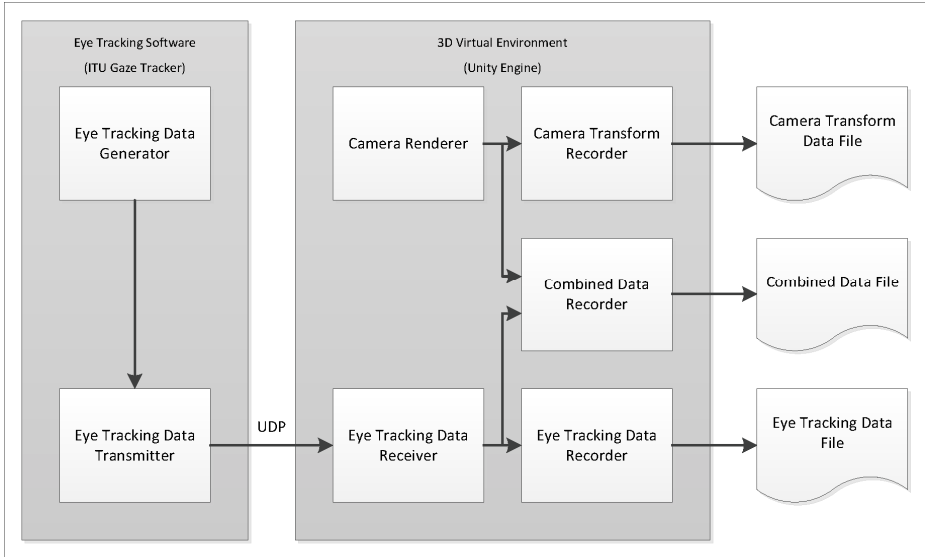 Eye Tracking Software
(ITU Gaze Tracker)
Eye Tracking Data
Generator
Eye Tracking Data
Transmitter
UDP
3D Virtual Environment
(Unity Engine)
Camera Renderer
Camera Transform
Recorder
Combined Data
Recorder
Eye Tracking Data
Receiver
Eye Tracking Data
Recorder
Camera Transform
Data File
Combined Data File
Eye Tracking Data
File